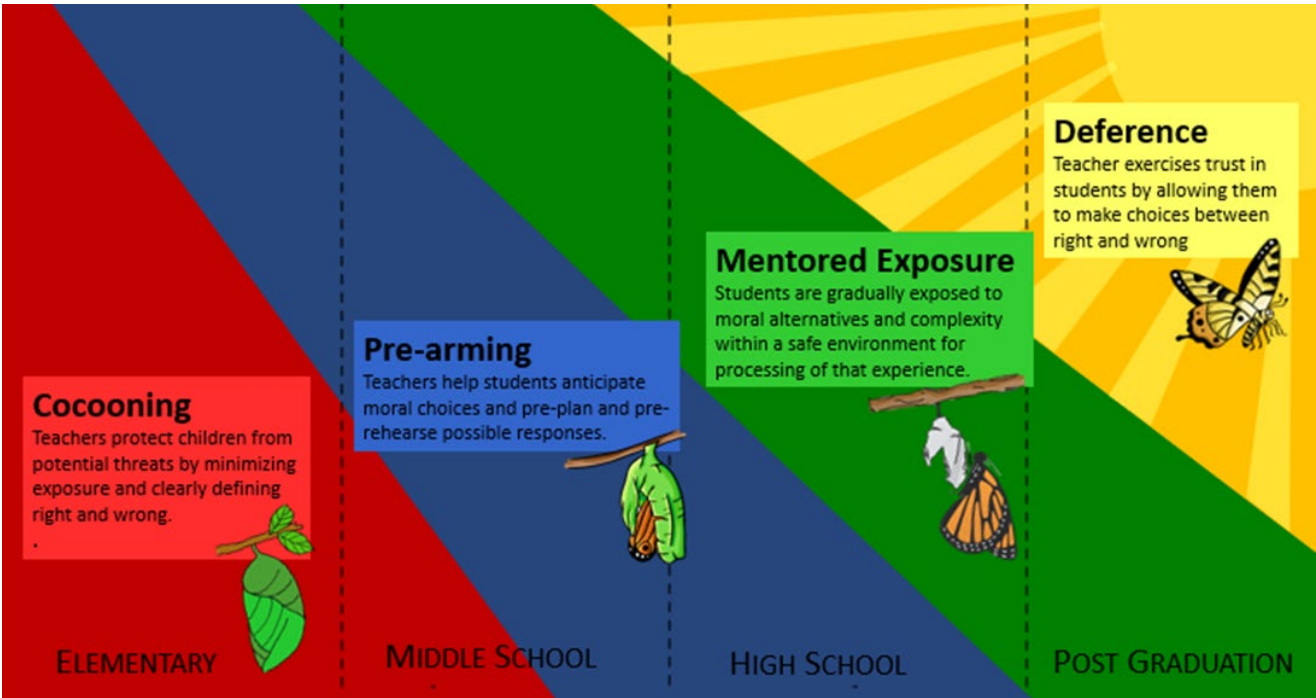 Cocooning
Teachers protect children from
potential threats by minimizing
exposure and clearly defining
right and wrong.
.
Pre-arming
Teachers help students anticipate
moral choices and pre-plan and pre-
rehearse possible responses.
Mentored Exposure
Students are gradually exposed to
moral alternatives and complexity
within a safe environment for
processing of that experience.
Deference
Teacher exercises trust in
students by allowing them
to make choices between
right and wrong
ELEMENTARY
MIDDLE SCHOOL
HIGH SCHOOL
POST GRADUATION